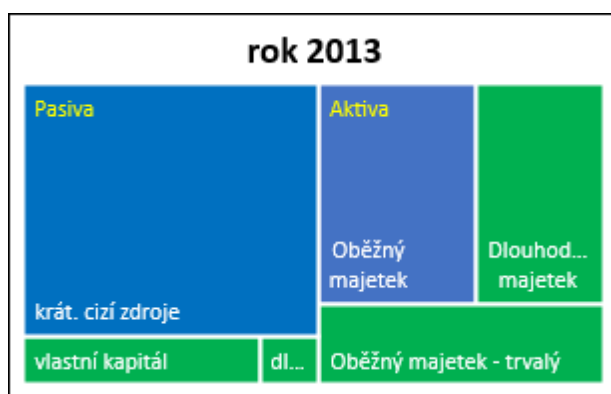 rok 2013
Pasiva
krát. cizí zdroje
vlastní kapitál
dl...
Aktiva
Oběžný
majetek
Dlouhod...
majetek
Oběžný majetek - trvalý